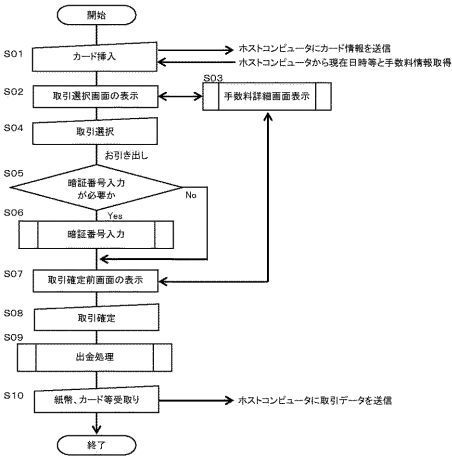 開始
S01
カード挿入
ホストコンピュータにカード情報を送信
ホストコンピュータから現在日時等と手数料情報取得
S02
取引選択画面の表示
S03
手数料詳細画面表示
S04
取引選択
お引き出し
S05
暗証番号入力
が必要か
No
Yes
S06
暗証番号入力
S07
取引確定前画面の表示
S08
取引確定
S09
出金処理
S10
紙幣、カード等受取り
ホストコンピュータに取引データを送信
終了